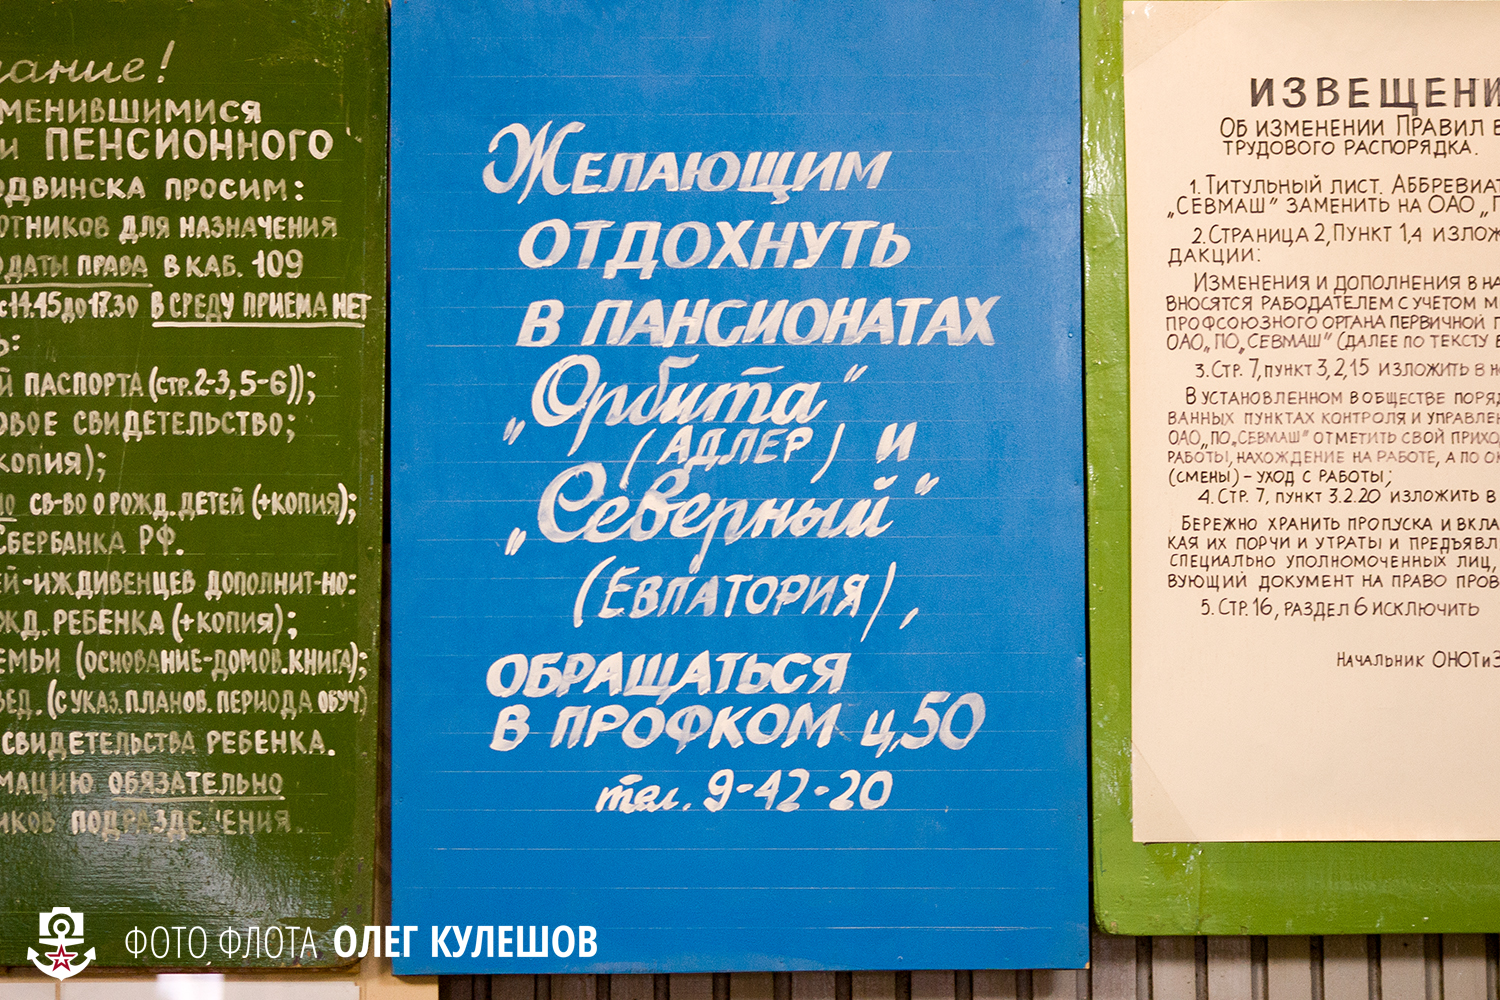 ание!
МЕНИВШИМИСЯ
и ПЕНСИОННОГО
ОДВИНСКА ПРОСИМ:
ОТНИКОВ ДЛЯ НАЗНАЧЕНИЯ
ОДАТЫ ПРАВА В КАБ. 109
с 14.45 до 17.30 В СРЕДУ ПРИЕМА НЕТ
Ь:
Й ПАСПОРТА (стр. 2-3, 5-6));
ОВОЕ СВИДЕТЕЛЬСТВО;
КОПИЯ);
СВ-ВО О РОЖД. ДЕТЕЙ (+КОПИЯ);
СБЕРБАНКА РФ.
ЕЙ-ИЖДИВЕНЦЕВ ДОПОЛНИТ-НО:
ЖД. РЕБЕНКА (+КОПИЯ);
ЕМЬИ (ОСНОВАНИЕ-ДОМОВ.КНИГА);
ВЕД. (С УКАЗ. ПЛАНОВ. ПЕРИОДА ОБУЧ)
СВИДЕТЕЛЬСТВА РЕБЕНКА.
МАЦИЮ ОБЯЗАТЕЛЬНО
ИКОВ ПОДРАЗДЕЛЕНИЯ.
ЖЕЛАЮЩИМ
ОТДОХНУТЬ
В ПАНСИОНАТАХ
„Орбита"
(АДЛЕР) и
„Северный"
(ЕВПАТОРИЯ),
ОБРАЩАТЬСЯ
В ПРОФКОМ ц.50
тел. 9-42-20
ИЗВЕЩЕНИ
ОБ ИЗМЕНЕНИИ ПРАВИЛ В
ТРУДОВОГО РАСПОРЯДКА.
1. ТИТУЛЬНЫЙ ЛИСТ. АББРЕВИАТ
„СЕВМАШ" ЗАМЕНИТЬ НА ОАО „П
2. СТРАНИЦА 2, ПУНКТ 1,4 ИЗЛОЖ
ДАКЦИИ:
ИЗМЕНЕНИЯ И ДОПОЛНЕНИЯ В НА
ВНОСЯТСЯ РАБОДАТЕЛЕМ С УЧЕТОМ М
ПРОФСОЮЗНОГО ОРГАНА ПЕРВИЧНОЙ П
ОАО„ПО„СЕВМАШ" (ДАЛЕЕ ПО ТЕКСТУ В
3. СТР. 7, ПУНКТ 3, 2, 15 ИЗЛОЖИТЬ В Н
В УСТАНОВЛЕННОМ В ОБЩЕСТВЕ ПОРЯД
ВАННЫХ ПУНКТАХ КОНТРОЛЯ И УПРАВЛЕН
ОАО„ПО„СЕВМАШ" ОТМЕТИТЬ СВОЙ ПРИХО
РАБОТЫ, НАХОЖДЕНИЕ НА РАБОТЕ, А ПО ОК
(СМЕНЫ) – УХОД С РАБОТЫ;
4. СТР. 7, ПУНКТ 3.2.20 ИЗЛОЖИТЬ В
БЕРЕЖНО ХРАНИТЬ ПРОПУСКА И ВКЛА
КАЯ ИХ ПОРЧИ И УТРАТЫ И ПРЕДЪЯВЛ
СПЕЦИАЛЬНО УПОЛНОМОЧЕННЫХ ЛИЦ,
ВУЮЩИЙ ДОКУМЕНТ НА ПРАВО ПРОВ
5. СТР. 16, РАЗДЕЛ 6 ИСКЛЮЧИТЬ
НАЧАЛЬНИК ОНОТиЗ
ФОТО ФЛОТА ОЛЕГ КУЛЕШОВ